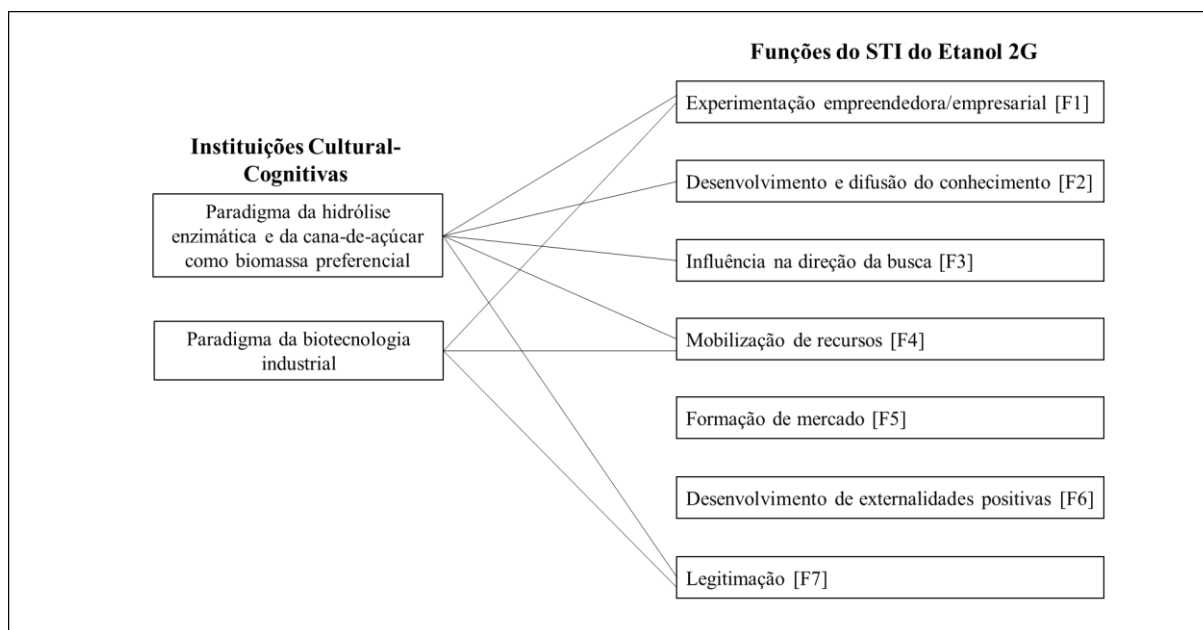 Instituições Cultural-
Cognitivas
Paradigma da hidrólise
enzimática e da cana-de-açúcar
como biomassa preferencial
Paradigma da biotecnologia
industrial
Funções do STI do Etanol 2G
Experimentação empreendedora/empresarial [F1]
Desenvolvimento e difusão do conhecimento [F2]
Influência na direção da busca [F3]
Mobilização de recursos [F4]
Formação de mercado [F5]
Desenvolvimento de externalidades positivas [F6]
Legitimação [F7]